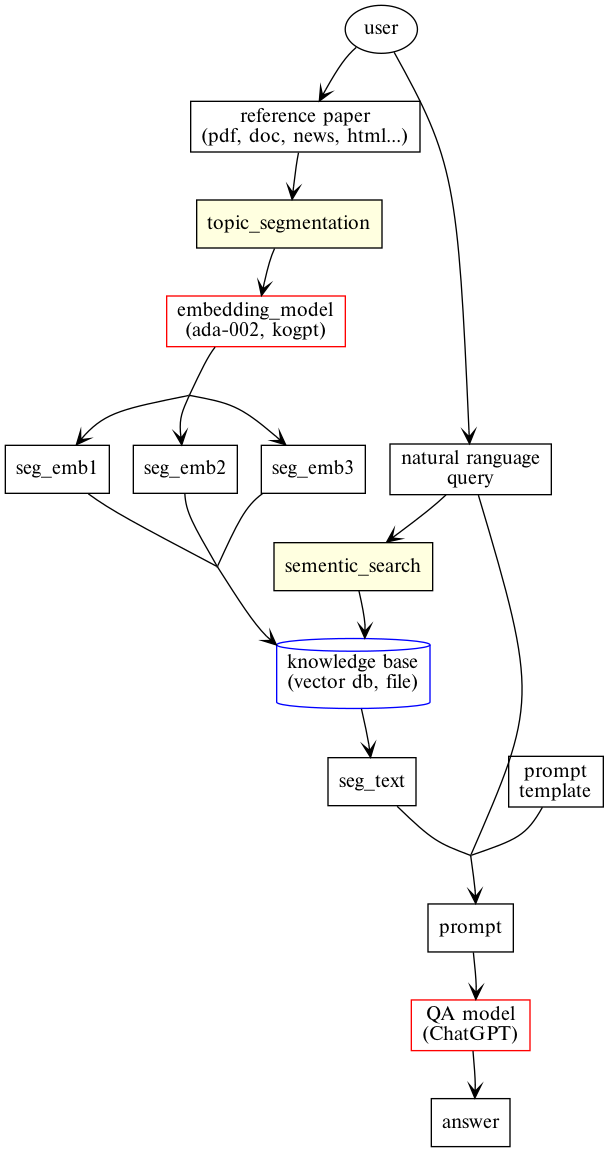 user
reference paper
(pdf, doc, news, html...)
topic_segmentation
embedding_model
(ada-002, kogpt)
seg_emb1
seg_emb2
seg_emb3
natural ranguage
query
sementic_search
knowledge base
(vector db, file)
seg_text
prompt
template
prompt
QA model
(ChatGPT)
answer